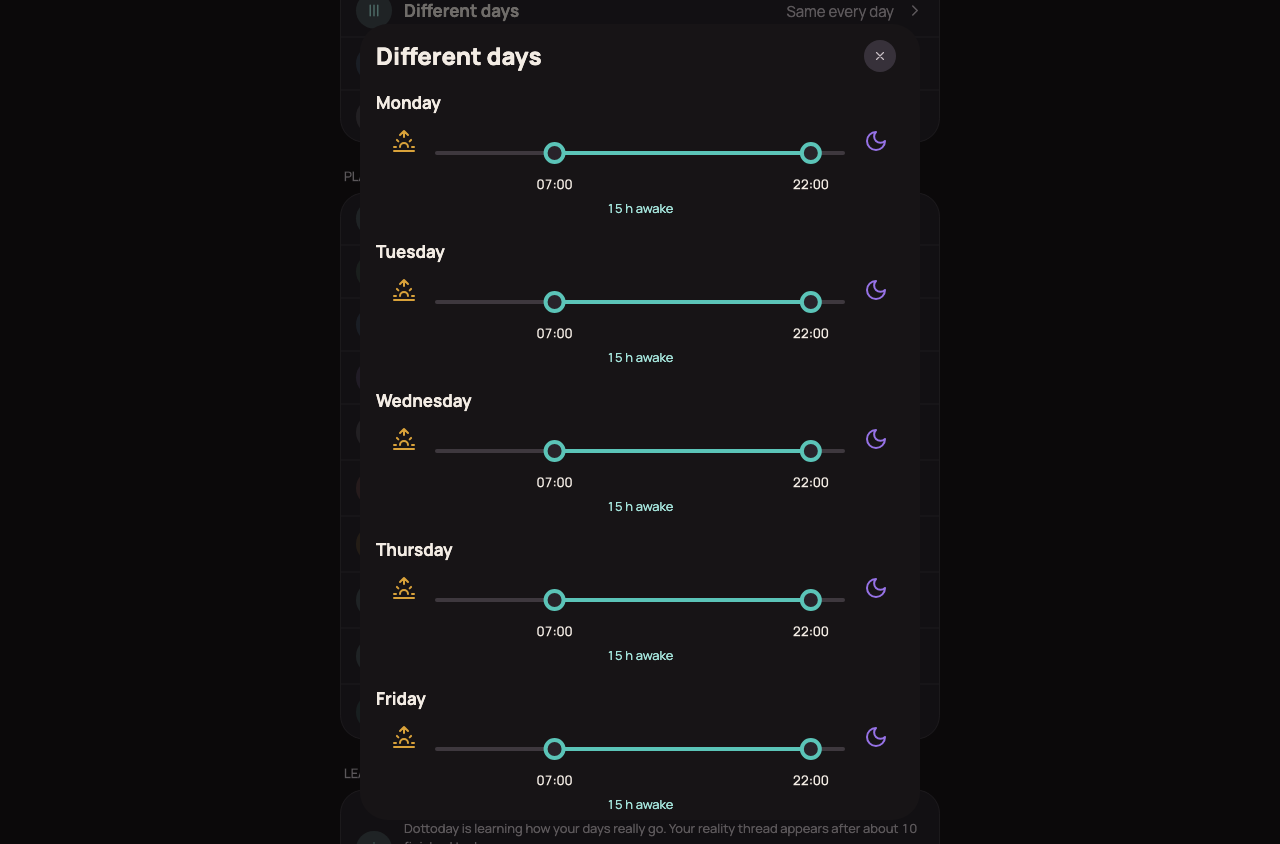 Different days
Same every day
Different days
Monday
07:00
22:00
15 h awake
Tuesday
07:00
22:00
15 h awake
Wednesday
07:00
22:00
15 h awake
Thursday
07:00
22:00
15 h awake
Friday
07:00
22:00
15 h awake
Dottoday is learning how your days really go. Your reality thread appears after about 10